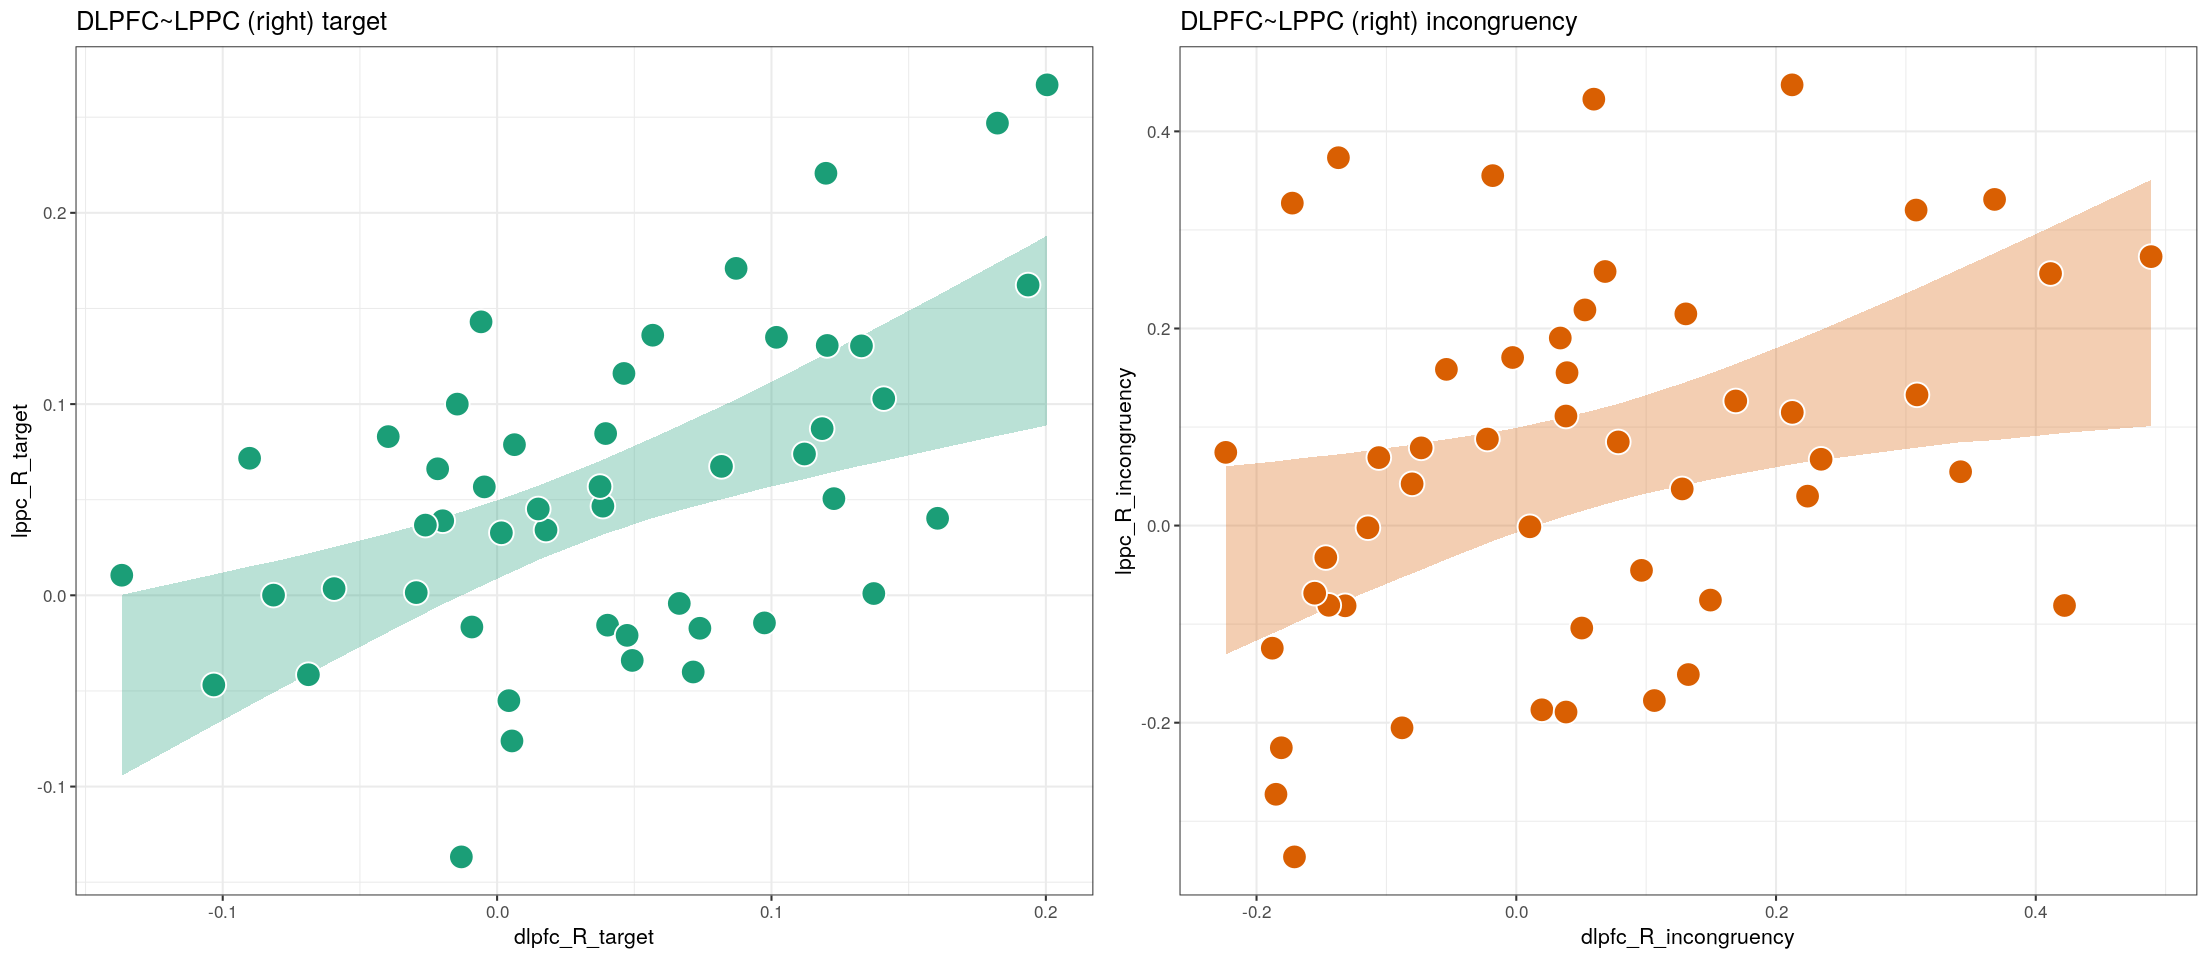 DLPFC~LPPC (right) target
lppc_R_target
0.2
0.1
0.0
-0.1
-0.1
0.0
0.1
0.2
dlpfc_R_target
DLPFC~LPPC (right) incongruency
lppc_R_incongruency
0.4
0.2
0.0
-0.2
-0.2
0.0
0.2
0.4
dlpfc_R_incongruency